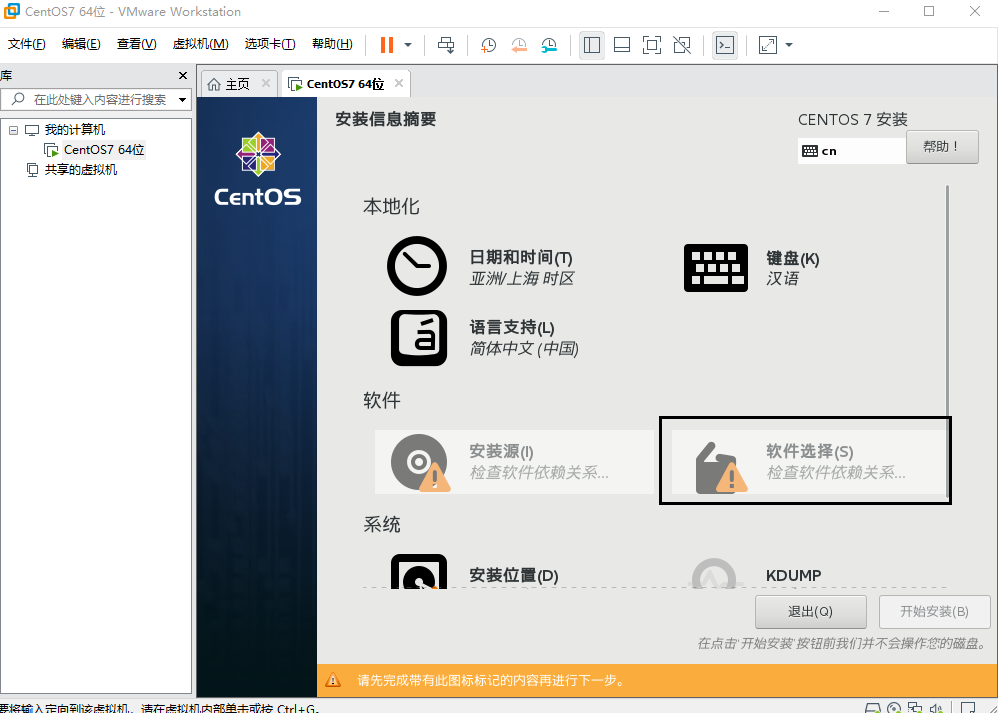 CentOS7 64位 - VMware Workstation
文件(F) 编辑(E) 查看(V) 虚拟机(M) 选项卡(T) 帮助(H)
库
在此处键入内容进行搜索
我的计算机
CentOS7 64位
共享的虚拟机
主页
CentOS7 64位
CentOS
安装信息摘要
CENTOS 7 安装
cn
帮助！
本地化
日期和时间(T)
亚洲/上海 时区
键盘(K)
汉语
语言支持(L)
简体中文 (中国)
软件
安装源(I)
检查软件依赖关系...
软件选择(S)
检查软件依赖关系...
系统
安装位置(D)
KDUMP
退出(Q)
开始安装(B)
在点击'开始安装'按钮前我们并不会操作您的磁盘。
请先完成带有此图标标记的内容再进行下一步。
要将输入定向到该虚拟机，请在虚拟机内部单击或按 Ctrl+G。